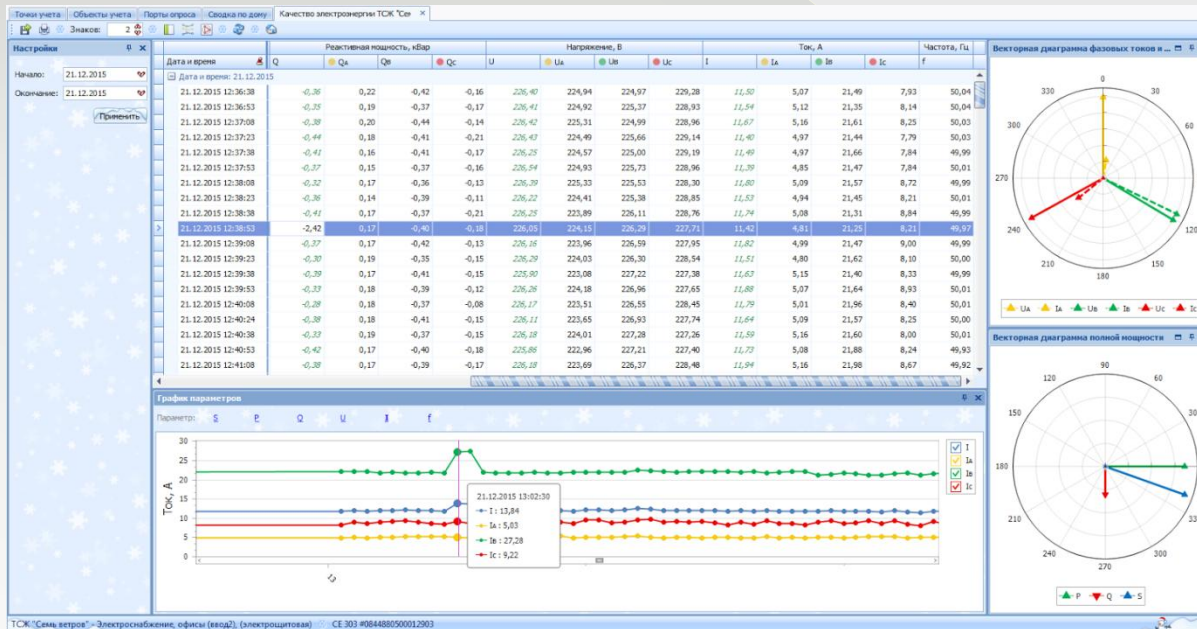 Точки учета Объекты учета Порты опроса Сводка по дому Качество электроэнергии ТСЖ "Сем
Знаков: 2
Настройки
Начало: 21.12.2015
Окончание: 21.12.2015
Применить
Реактивная мощность, кВар Напряжение, В Ток, А Частота, Гц
Дата и время Q QA QB QC U UA UB UC I IA IB IC f
Дата и время: 21.12.2015
21.12.2015 12:36:38 -0,36 0,22 -0,42 -0,16 226,40 224,94 224,97 229,28 11,50 5,07 21,49 7,93 50,04
21.12.2015 12:36:53 -0,35 0,19 -0,37 -0,17 226,41 224,92 225,37 228,93 11,54 5,12 21,35 8,14 50,04
21.12.2015 12:37:08 -0,38 0,20 -0,44 -0,14 226,42 225,31 224,99 228,96 11,67 5,16 21,61 8,25 50,03
21.12.2015 12:37:23 -0,44 0,18 -0,41 -0,21 226,43 224,49 225,66 229,14 11,40 4,97 21,44 7,79 50,03
21.12.2015 12:37:38 -0,41 0,16 -0,41 -0,17 226,25 224,57 225,00 229,19 11,49 4,97 21,66 7,84 49,99
21.12.2015 12:37:53 -0,37 0,15 -0,37 -0,16 226,54 224,93 225,73 228,96 11,39 4,85 21,47 7,84 50,01
21.12.2015 12:38:08 -0,32 0,17 -0,36 -0,13 226,39 225,33 225,53 228,30 11,80 5,09 21,57 8,72 49,99
21.12.2015 12:38:23 -0,36 0,14 -0,39 -0,11 226,22 224,41 225,38 228,85 11,53 4,94 21,45 8,21 50,01
21.12.2015 12:38:38 -0,41 0,17 -0,37 -0,21 226,25 223,89 226,11 228,76 11,74 5,08 21,31 8,84 49,99
21.12.2015 12:38:53 -2,42 0,17 -0,40 -0,18 226,05 224,15 226,29 227,71 11,42 4,81 21,25 8,21 49,97
21.12.2015 12:39:08 -0,37 0,17 -0,42 -0,13 226,16 223,96 226,59 227,95 11,82 4,99 21,47 9,00 49,99
21.12.2015 12:39:23 -0,30 0,19 -0,35 -0,15 226,29 224,03 226,30 228,54 11,51 4,80 21,62 8,10 50,00
21.12.2015 12:39:38 -0,39 0,17 -0,41 -0,15 225,90 223,08 227,22 227,38 11,63 5,15 21,40 8,33 49,99
21.12.2015 12:39:53 -0,33 0,18 -0,39 -0,12 226,26 224,18 226,96 227,65 11,88 5,07 21,64 8,93 50,01
21.12.2015 12:40:08 -0,28 0,18 -0,37 -0,08 226,17 223,51 226,55 228,45 11,79 5,01 21,96 8,40 50,01
21.12.2015 12:40:24 -0,38 0,18 -0,41 -0,15 226,11 223,65 226,93 227,74 11,64 5,09 21,57 8,25 50,00
21.12.2015 12:40:38 -0,33 0,19 -0,37 -0,15 226,18 224,01 227,28 227,26 11,59 5,16 21,60 8,00 50,01
21.12.2015 12:40:53 -0,42 0,17 -0,40 -0,18 225,86 222,96 227,21 227,40 11,73 5,08 21,88 8,24 49,93
21.12.2015 12:41:08 -0,38 0,17 -0,39 -0,17 226,18 223,69 226,37 228,48 11,94 5,16 21,98 8,67 49,92
График параметров
Параметр: S P Q U I f
Ток, А
30
25
20
15
10
5
0
13
21.12.2015 13:02:30
I : 13,84
IA : 5,03
IB : 27,28
IC : 9,22
I
IA
IB
IC
Векторная диаграмма фазовых токов и ...
0
30
60
120
150
180
210
240
270
300
330
UA IA UB IB UC IC
Векторная диаграмма полной мощности
90
60
120
150
180
210
240
270
300
P Q S
ТСЖ "Семь ветров" - Электроснабжение, офисы (ввод2), (электрощитовая) CE 303 #0844880500012903